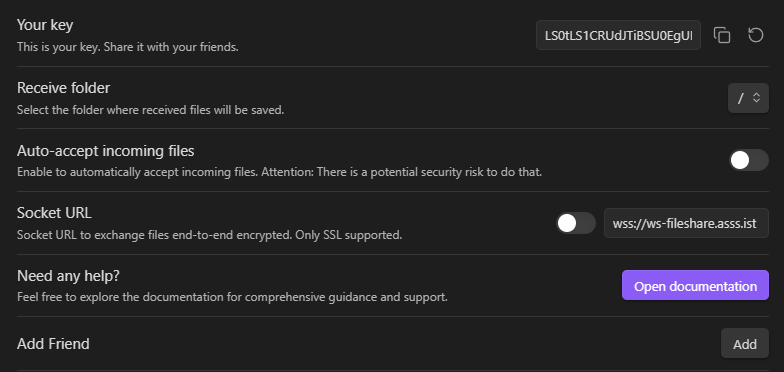 Your key
This is your key. Share it with your friends.
LS0tLS1CRUdJTiBSU0EgUI
Receive folder
Select the folder where received files will be saved.
/
Auto-accept incoming files
Enable to automatically accept incoming files. Attention: There is a potential security risk to do that.
Socket URL
Socket URL to exchange files end-to-end encrypted. Only SSL supported.
wss://ws-fileshare.asss.ist
Need any help?
Feel free to explore the documentation for comprehensive guidance and support.
Open documentation
Add Friend
Add